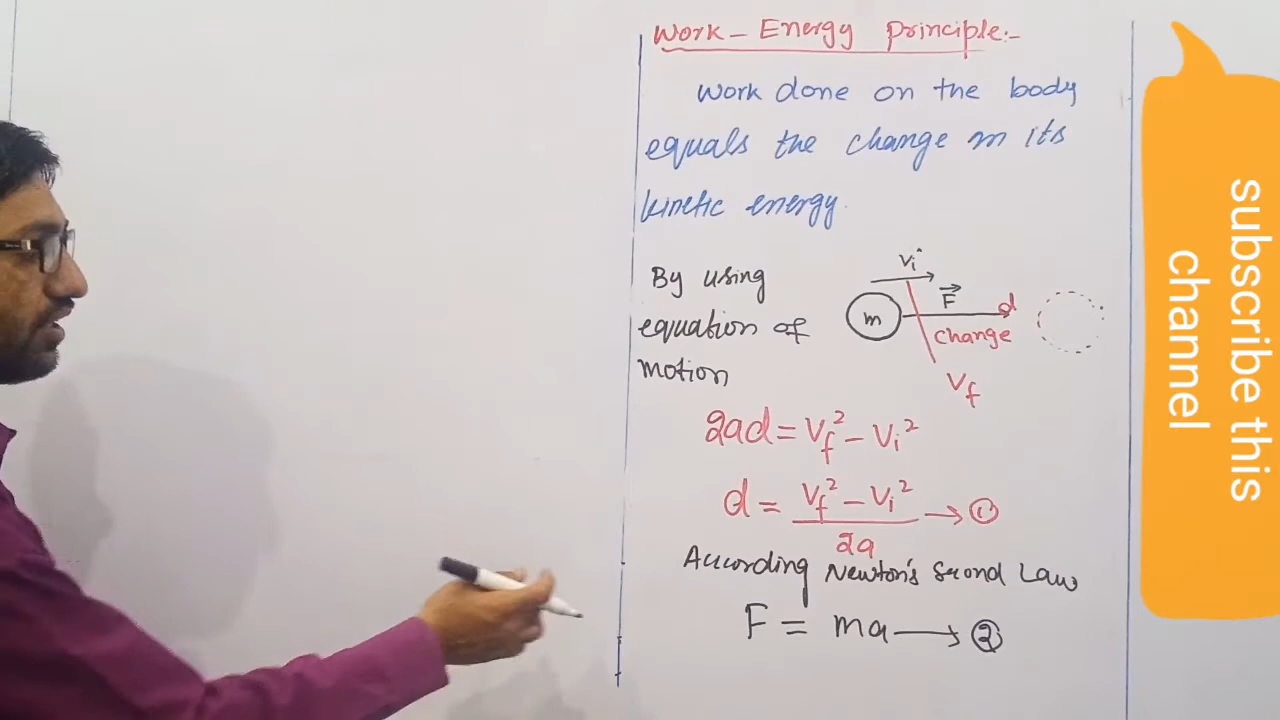 Work - Energy Principle:-
Work done on the body
equals the change in its
kinetic energy.
By using
equation of
motion
Vi
F
d
m
change
Vf
2ad = Vf² - Vi²
d = Vf² - Vi² / 2a → ①
According Newton's Second Law
F = ma → ②
subscribe this
channel